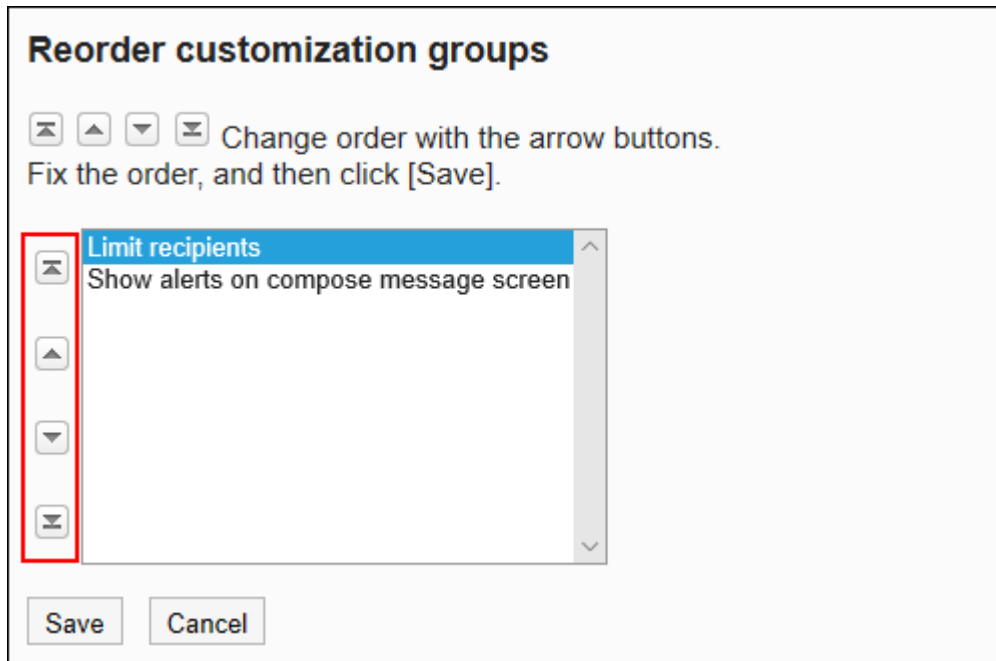 Reorder customization groups
Change order with the arrow buttons.
Fix the order, and then click [Save].
Limit recipients
Show alerts on compose message screen
Save
Cancel